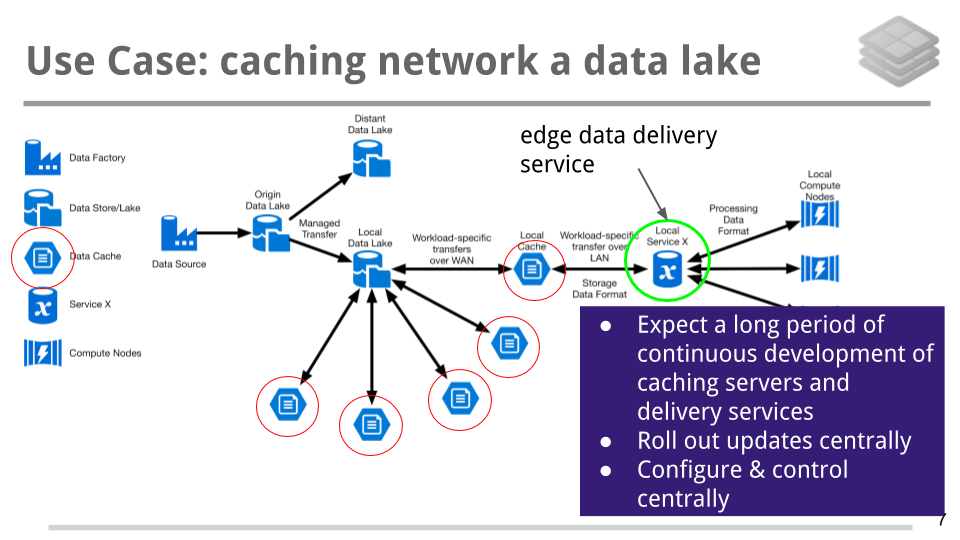 Use Case: caching network a data lake
Distant
Data Lake
edge data delivery
service
Data Factory
Data Store/Lake
Data Cache
Service X
Compute Nodes
Data Source
Origin
Data Lake
Managed
Transfer
Local
Data Lake
Workload-specific
transfers
over WAN
Local
Cache
Workload-specific
transfer over
LAN
Storage
Data Format
Local
Service X
x
Processing
Data
Format
Local
Compute
Nodes
x
● Expect a long period of
continuous development of
caching servers and
delivery services
● Roll out updates centrally
● Configure & control
centrally
7